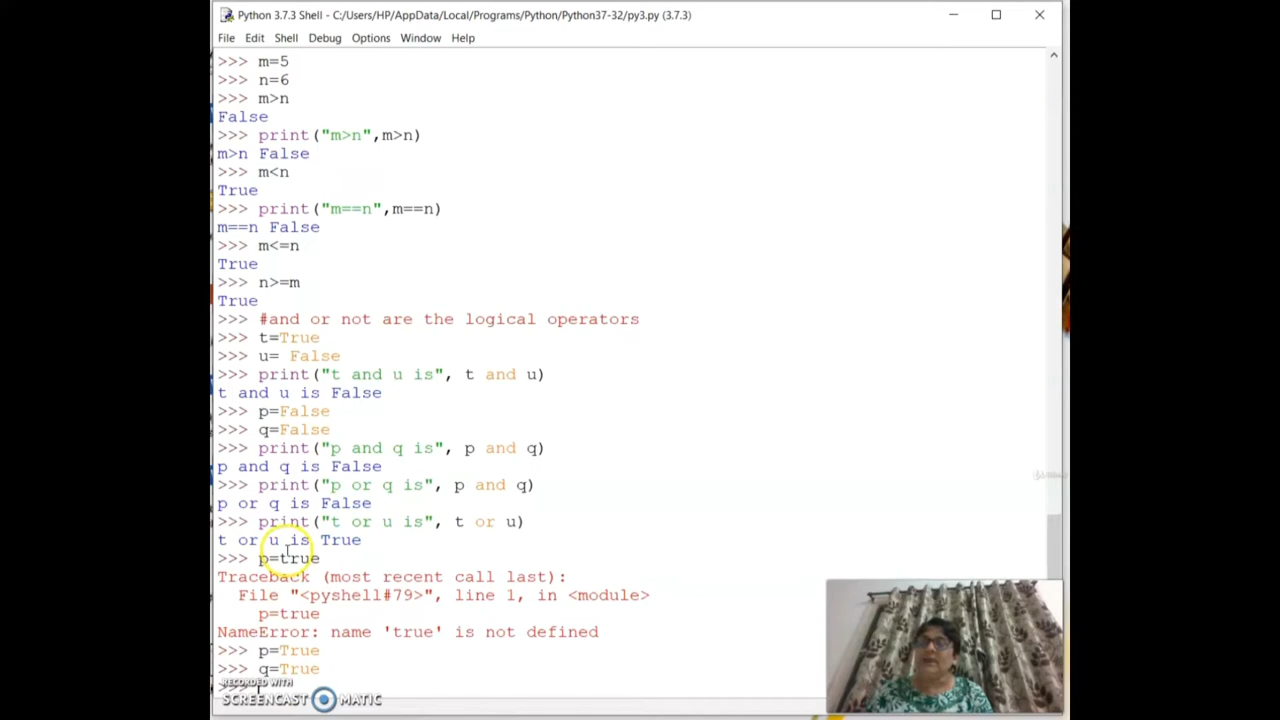 Python 3.7.3 Shell - C:/Users/HP/AppData/Local/Programs/Python/Python37-32/py3.py (3.7.3)
File Edit Shell Debug Options Window Help
>>> m=5
>>> n=6
>>> m>n
False
>>> print("m>n",m>n)
m>n False
>>> m<n
True
>>> print("m==n",m==n)
m==n False
>>> m<=n
True
>>> n>=m
True
>>> #and or not are the logical operators
>>> t=True
>>> u= False
>>> print("t and u is", t and u)
t and u is False
>>> p=False
>>> q=False
>>> print("p and q is", p and q)
p and q is False
>>> print("p or q is", p and q)
p or q is False
>>> print("t or u is", t or u)
t or u is True
>>> p=true
Traceback (most recent call last):
  File "<pyshell#79>", line 1, in <module>
    p=true
NameError: name 'true' is not defined
>>> p=True
>>> q=True
>>>
RECORDED WITH
SCREENCAST MATIC